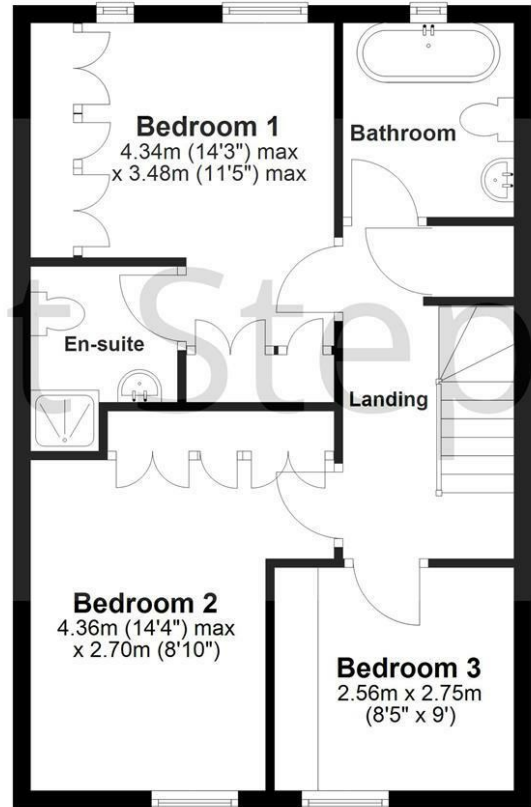 Bedroom 1
4.34m (14'3") max
x 3.48m (11'5") max
Bathroom
t Step
En-suite
Landing
Bedroom 2
4.36m (14'4") max
x 2.70m (8'10")
Bedroom 3
2.56m x 2.75m
(8'5" x 9')